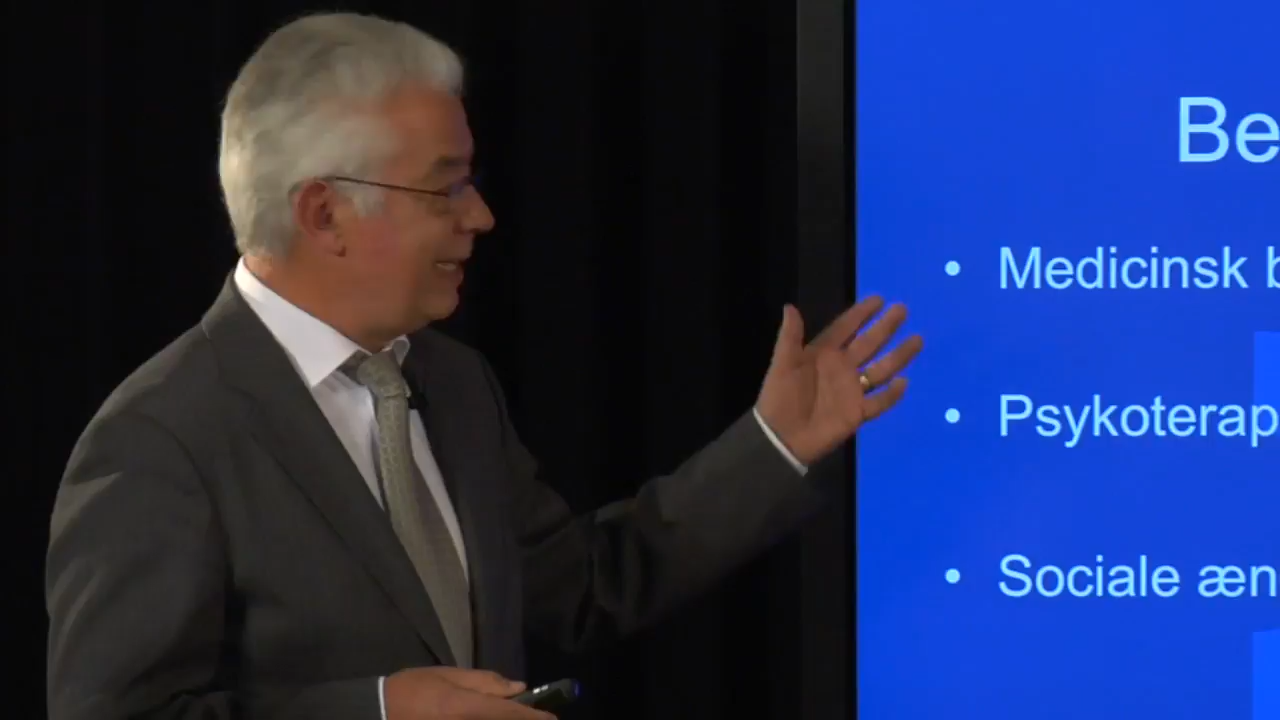 Be
• Medicinsk b
• Psykoterap
• Sociale æn